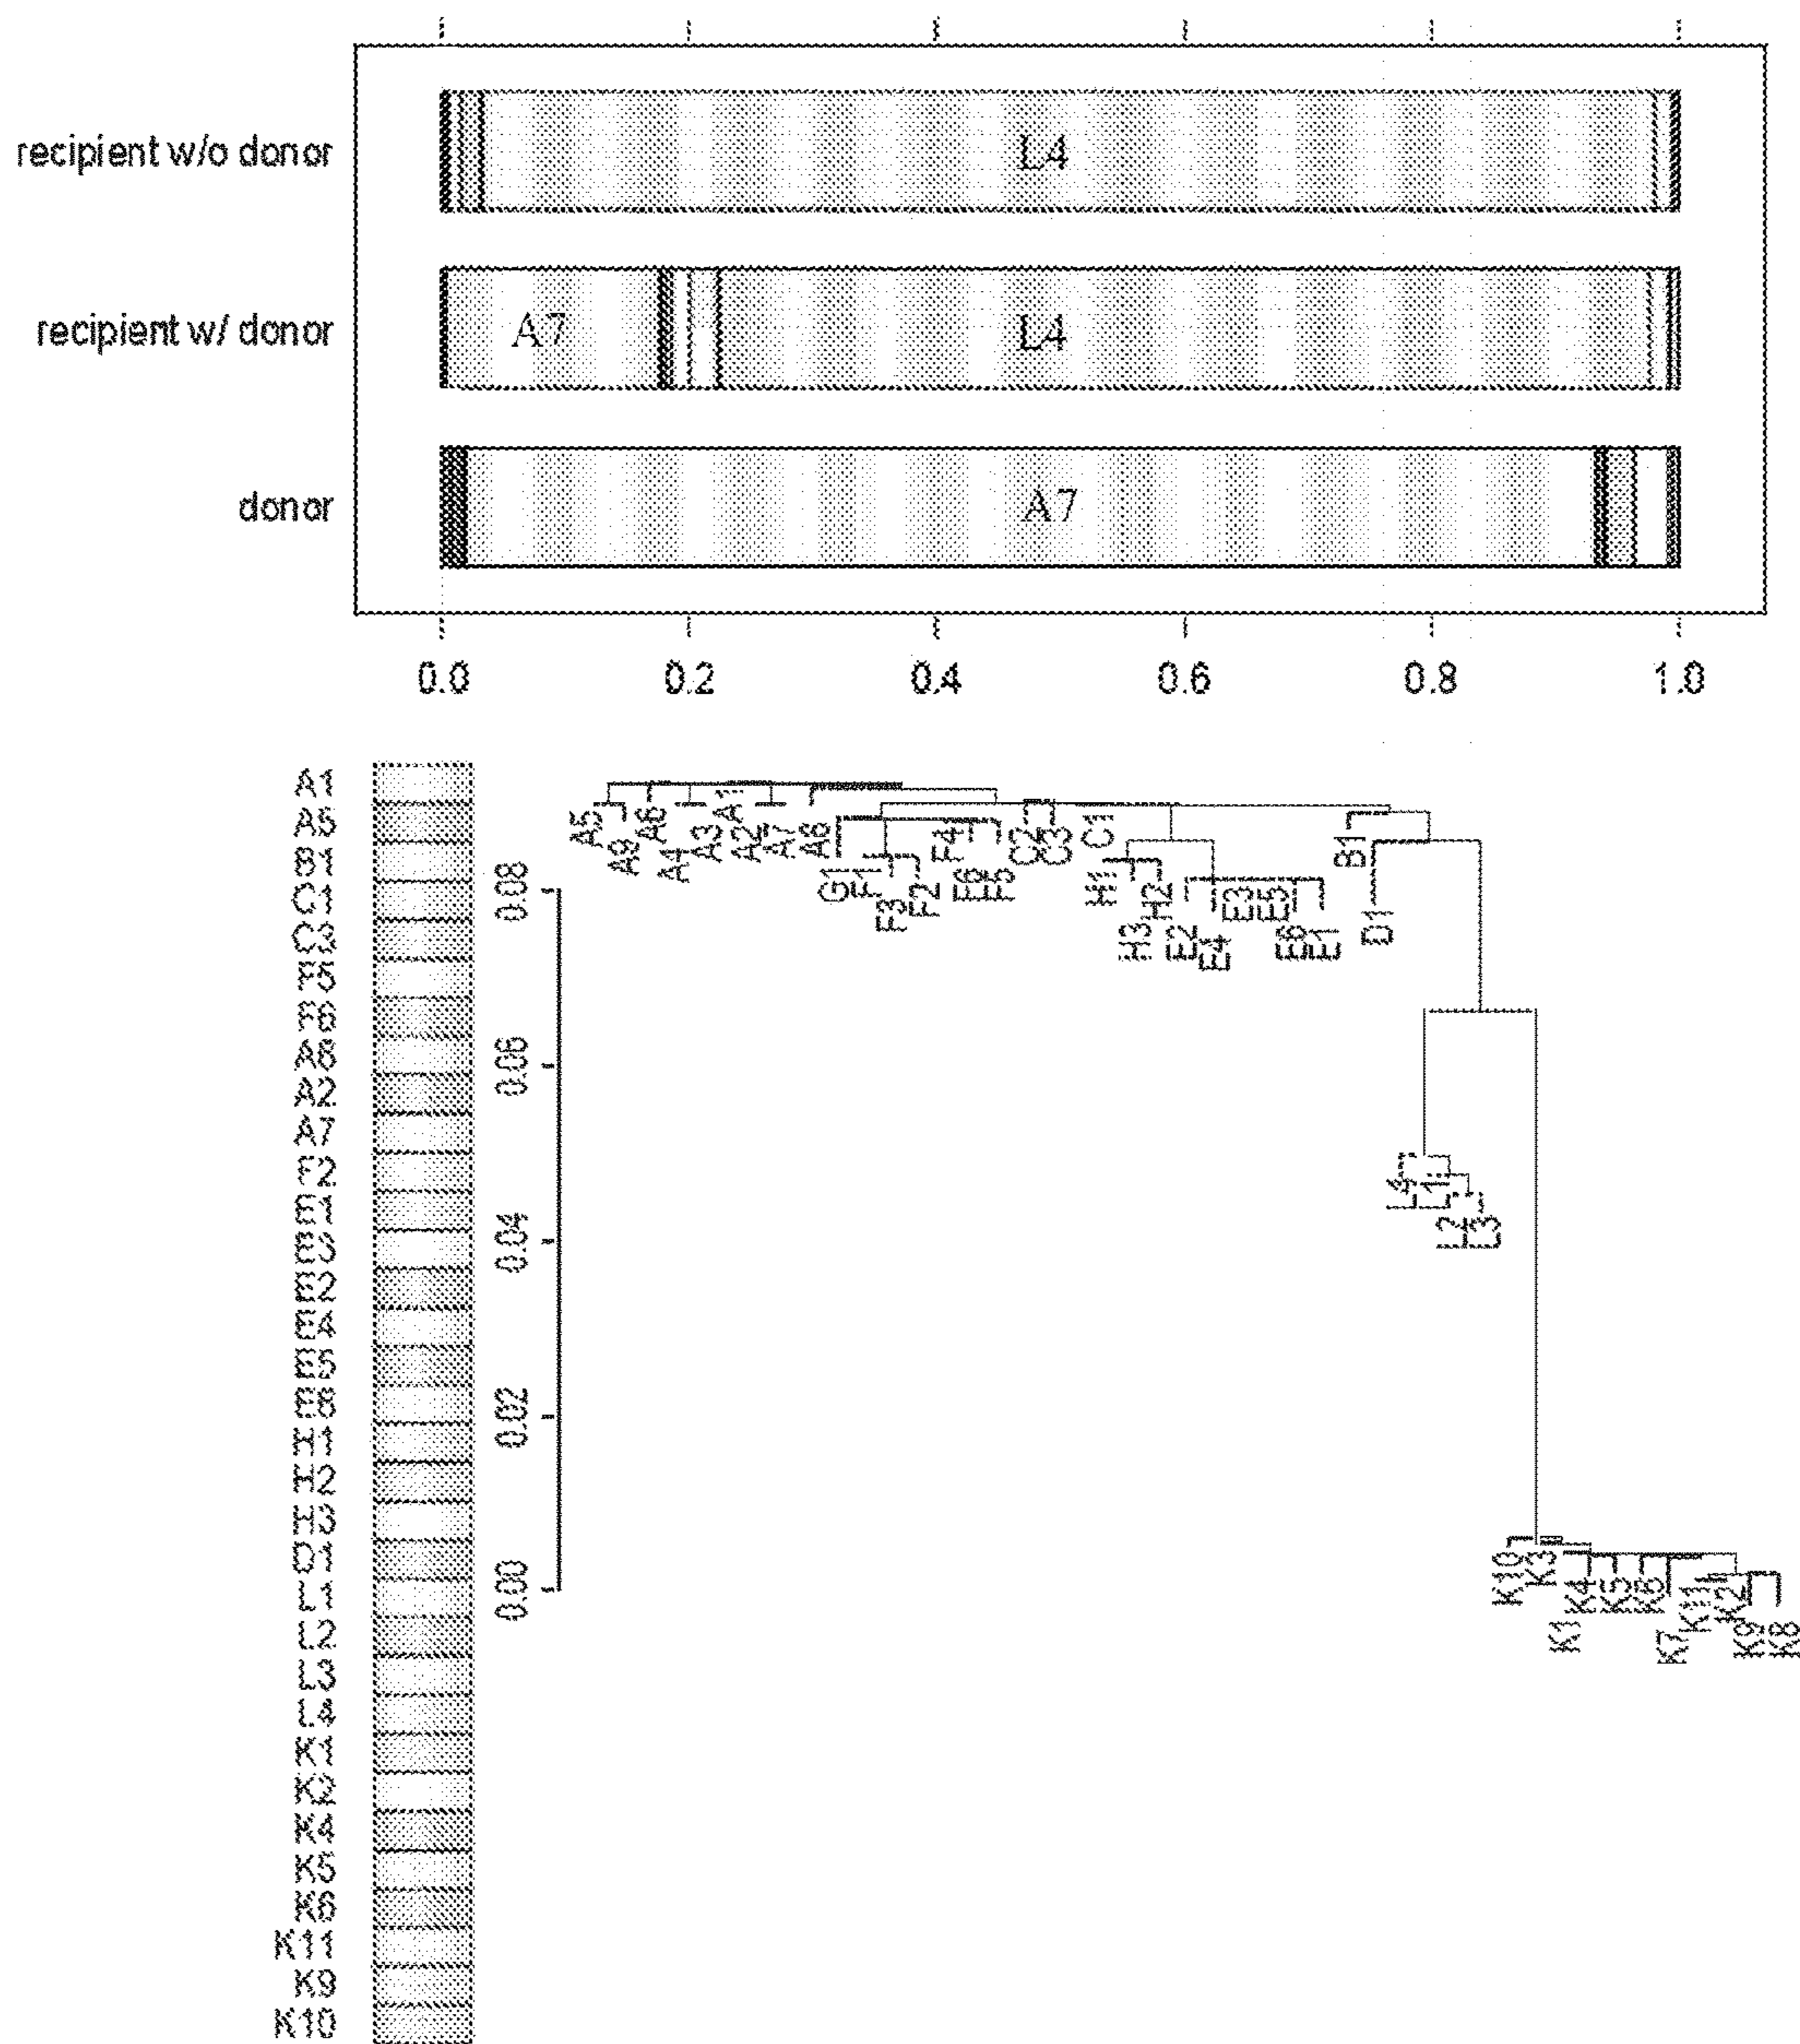 recipient w/o donor
L4
recipient w/ donor
A7
L4
donor
A7
0.0 0.2 0.4 0.6 0.8 1.0
A1
A5
B1
C1
C3
F5
F6
A8
A2
A7
F2
E1
E3
E2
E4
E5
E8
H1
H2
H3
D1
L1
L2
L3
L4
K1
K2
K4
K5
K6
K11
K9
K10
0.08
0.06
0.04
0.02
0.00
A5
A9
A6
A4
A3
A1
A2
A7
A8
G1
F1
F3
F2
F4
F6
F5
C2
C3
C1
H1
H3
H2
E2
E4
E3
E5
E6
E1
B1
D1
L4
L1
L2
L3
K10
K3
K1
K4
K5
K6
K7
K11
K2
K9
K8